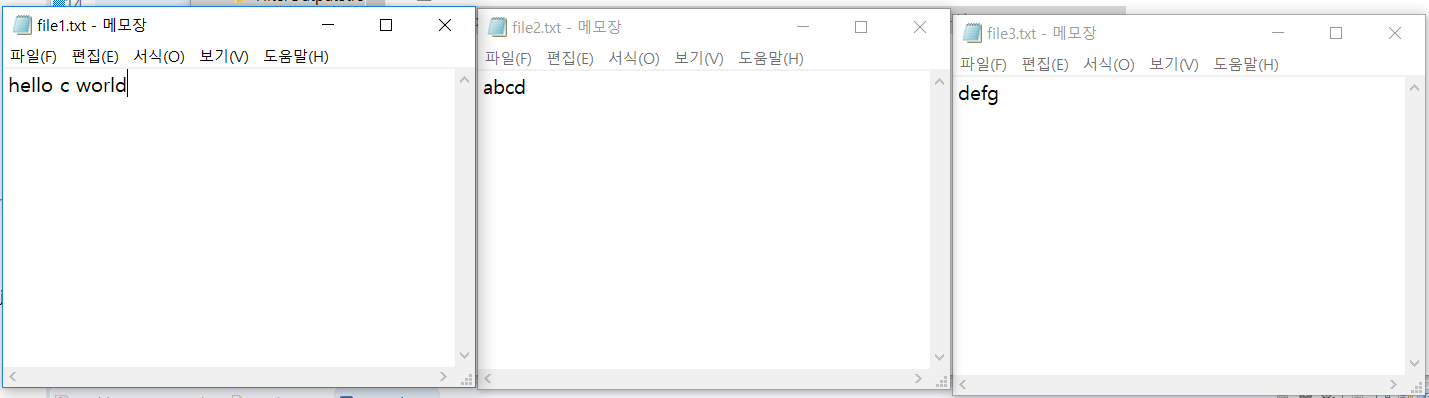 file1.txt - 메모장
파일(F) 편집(E) 서식(O) 보기(V) 도움말(H)
hello c world
file2.txt - 메모장
파일(F) 편집(E) 서식(O) 보기(V) 도움말(H)
abcd
file3.txt - 메모장
파일(F) 편집(E) 서식(O) 보기(V) 도움말(H)
defg